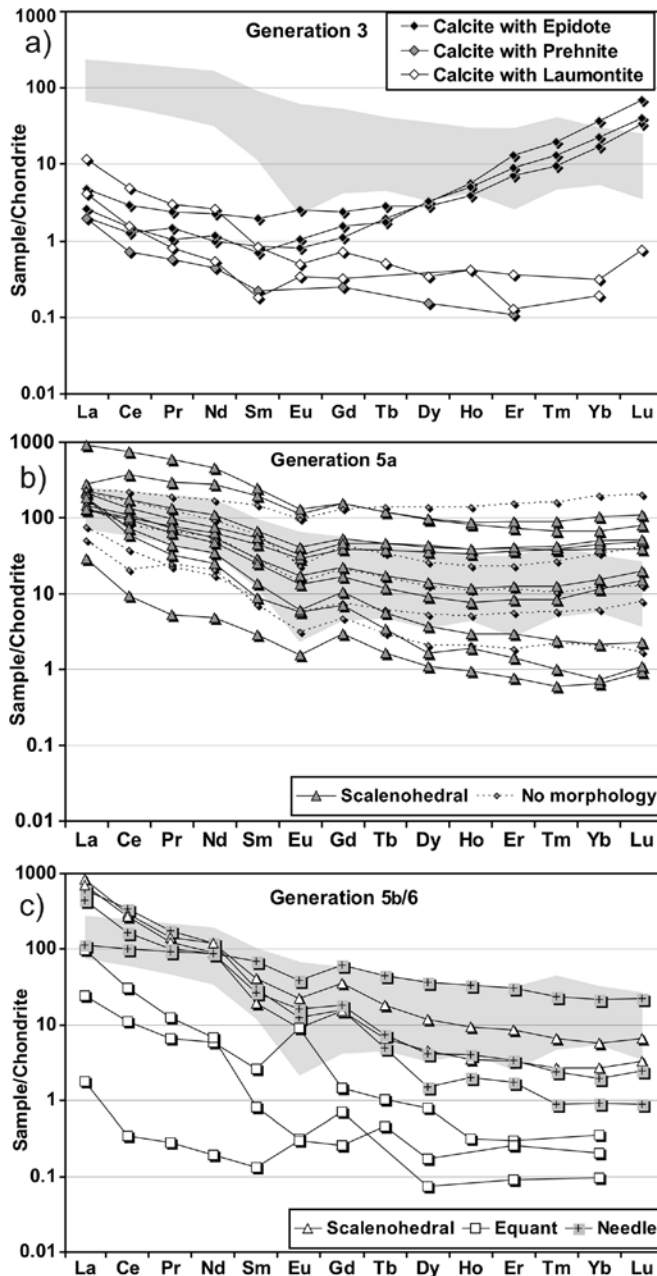 a)
Generation 3
Calcite with Epidote
Calcite with Prehnite
Calcite with Laumontite
Sample/Chondrite
1000
100
10
1
0.1
0.01
La Ce Pr Nd Sm Eu Gd Tb Dy Ho Er Tm Yb Lu
b)
Generation 5a
Sample/Chondrite
1000
100
10
1
0.1
0.01
Scalenohedral No morphology
La Ce Pr Nd Sm Eu Gd Tb Dy Ho Er Tm Yb Lu
c)
Generation 5b/6
Sample/Chondrite
1000
100
10
1
0.1
0.01
Scalenohedral Equant Needle
La Ce Pr Nd Sm Eu Gd Tb Dy Ho Er Tm Yb Lu